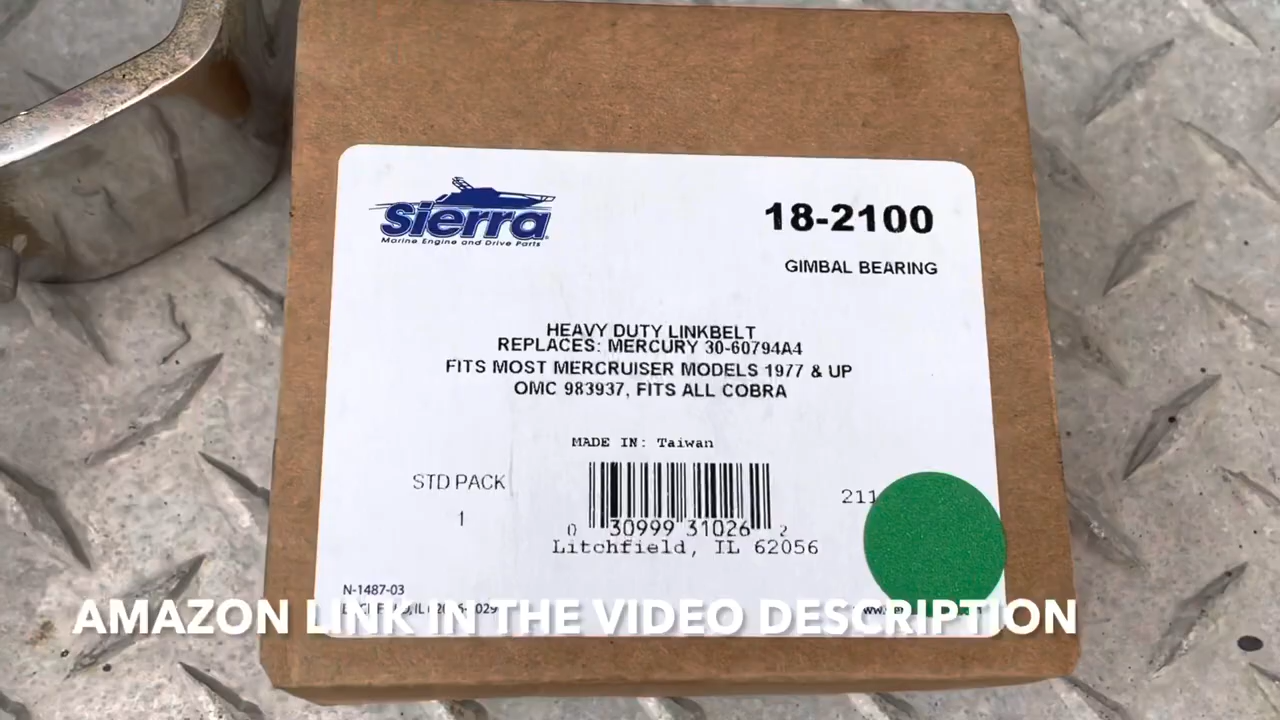 Sierra
Marine Engine and Drive Parts
18-2100
GIMBAL BEARING
HEAVY DUTY LINKBELT
REPLACES: MERCURY 30-60794A4
FITS MOST MERCRUISER MODELS 1977 & UP
OMC 983937, FITS ALL COBRA
MADE IN: Taiwan
STD PACK
1
211
0 30999 31026 2
Litchfield, IL 62056
N-1487-03
AMAZON LINK IN THE VIDEO DESCRIPTION